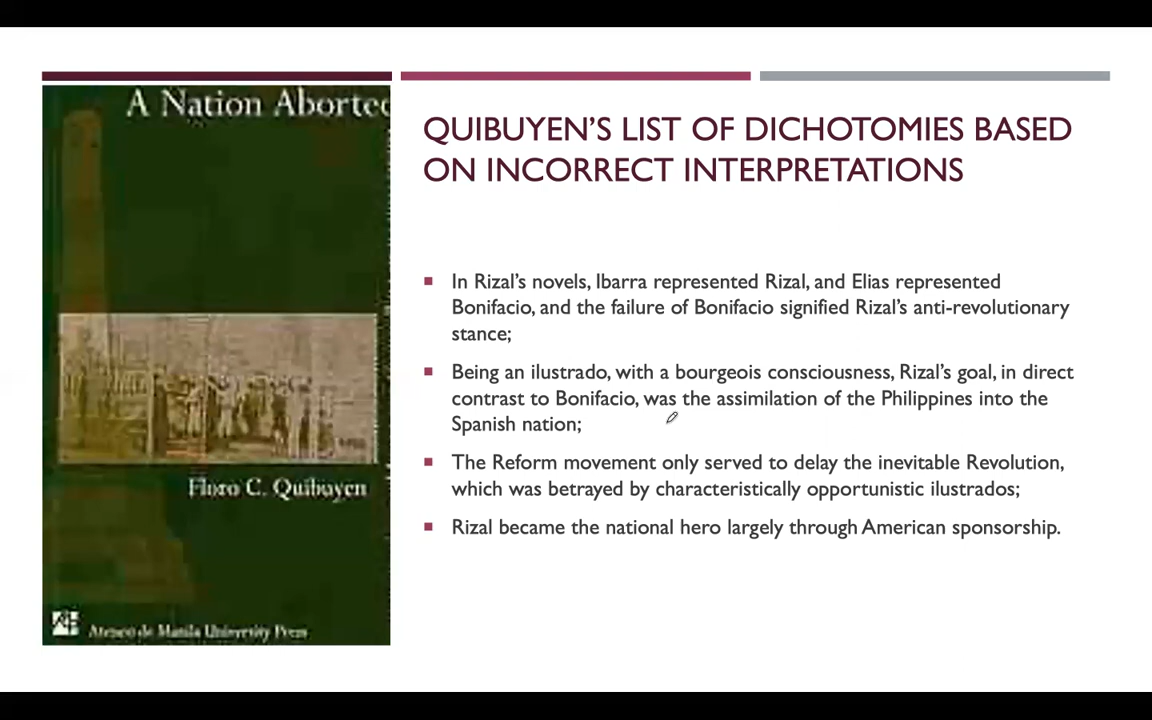 A Nation Aborted
Floro C. Quibuyen
Ateneo de Manila University Press
QUIBUYEN'S LIST OF DICHOTOMIES BASED
ON INCORRECT INTERPRETATIONS
In Rizal's novels, Ibarra represented Rizal, and Elias represented
Bonifacio, and the failure of Bonifacio signified Rizal's anti-revolutionary
stance;
Being an ilustrado, with a bourgeois consciousness, Rizal's goal, in direct
contrast to Bonifacio, was the assimilation of the Philippines into the
Spanish nation;
The Reform movement only served to delay the inevitable Revolution,
which was betrayed by characteristically opportunistic ilustrados;
Rizal became the national hero largely through American sponsorship.